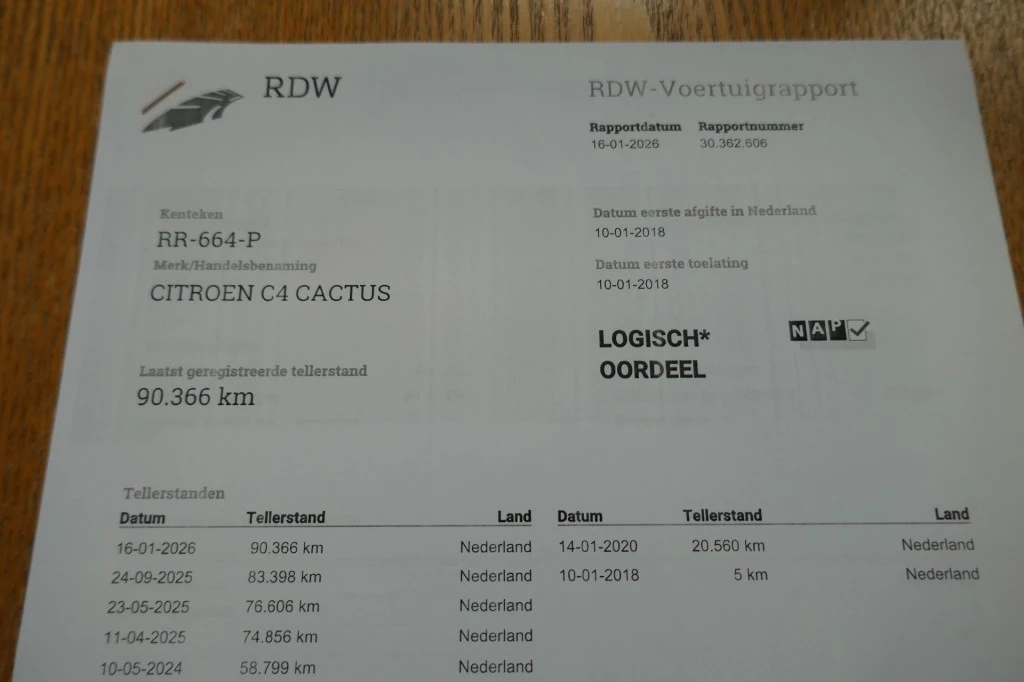 RDW
RDW-Voertuigrapport
Rapportdatum Rapportnummer
16-01-2026 30.362.606
Kenteken
RR-664-P
Merk/Handelsbenaming
CITROEN C4 CACTUS
Datum eerste afgifte in Nederland
10-01-2018
Datum eerste toelating
10-01-2018
LOGISCH*
OORDEEL
NAP
Laatst geregistreerde tellerstand
90.366 km
Tellerstanden
Datum Tellerstand Land Datum Tellerstand Land
16-01-2026 90.366 km Nederland 14-01-2020 20.560 km Nederland
24-09-2025 83.398 km Nederland 10-01-2018 5 km Nederland
23-05-2025 76.606 km Nederland
11-04-2025 74.856 km Nederland
10-05-2024 58.799 km Nederland